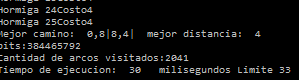 Hormiga 24Costo4
Hormiga 25Costo4
Mejor camino:  0,8|8,4|  mejor distancia:  4
bits:384465792
Cantidad de arcos visitados:2041
Tiempo de ejecucion:  30   milisegundos Limite 33